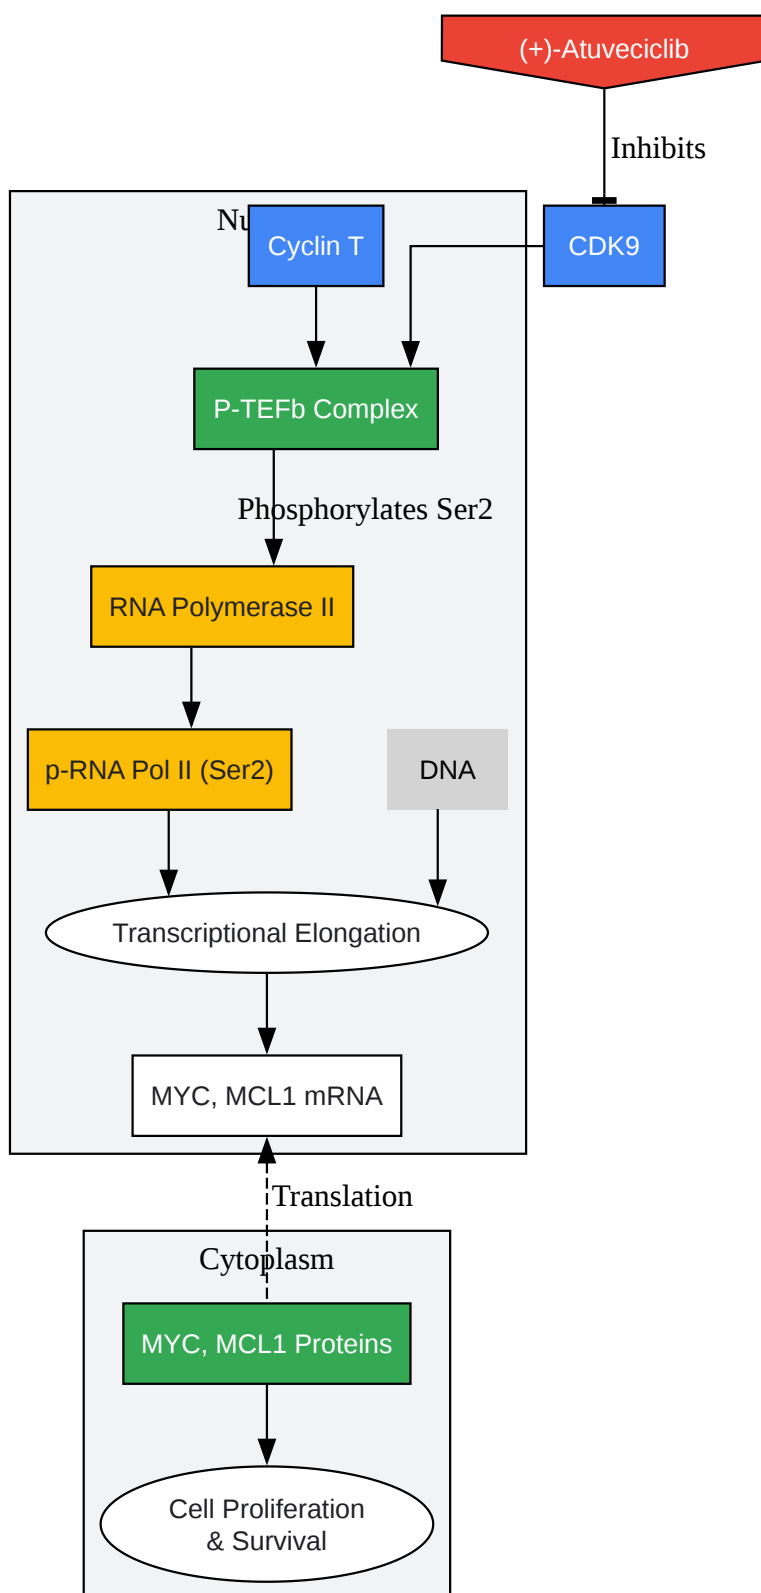 (+)-Atuveciclib
Inhibits
Cyclin T
CDK9
P-TEFb Complex
Phosphorylates Ser2
RNA Polymerase II
p-RNA Pol II (Ser2)
DNA
Transcriptional Elongation
MYC, MCL1 mRNA
Translation
Cytoplasm
MYC, MCL1 Proteins
Cell Proliferation
& Survival